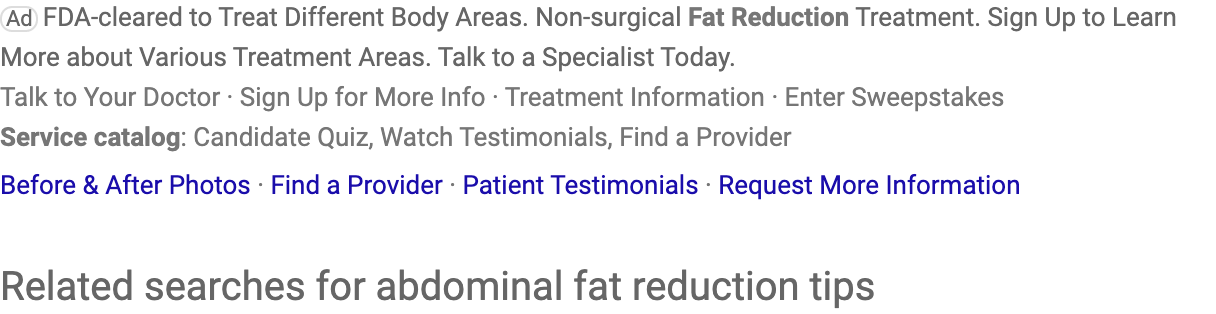 Ad FDA-cleared to Treat Different Body Areas. Non-surgical Fat Reduction Treatment. Sign Up to Learn
More about Various Treatment Areas. Talk to a Specialist Today.
Talk to Your Doctor · Sign Up for More Info · Treatment Information · Enter Sweepstakes
Service catalog: Candidate Quiz, Watch Testimonials, Find a Provider
Before & After Photos · Find a Provider · Patient Testimonials · Request More Information
Related searches for abdominal fat reduction tips